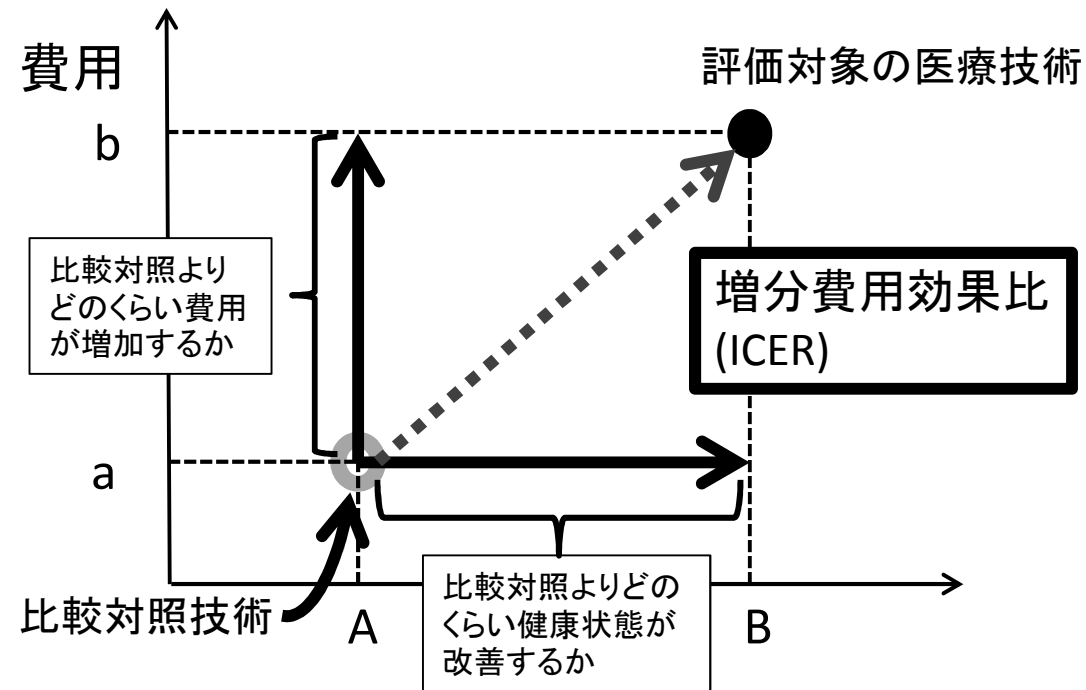 費用
評価対象の医療技術
b
比較対照より
どのくらい費用
が増加するか
増分費用効果比
(ICER)
a
比較対照技術
A
比較対照よりどの
くらい健康状態が
改善するか
B